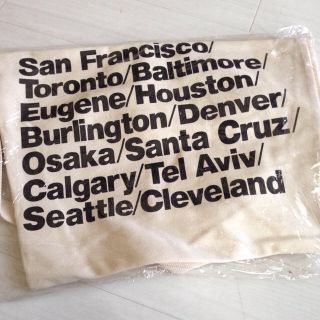 San Francisco/
Toronto/Baltimore/
Eugene/Houston/
Burlington/Denver/
Osaka/Santa Cruz/
Calgary/Tel Aviv/
Seattle/Cleveland